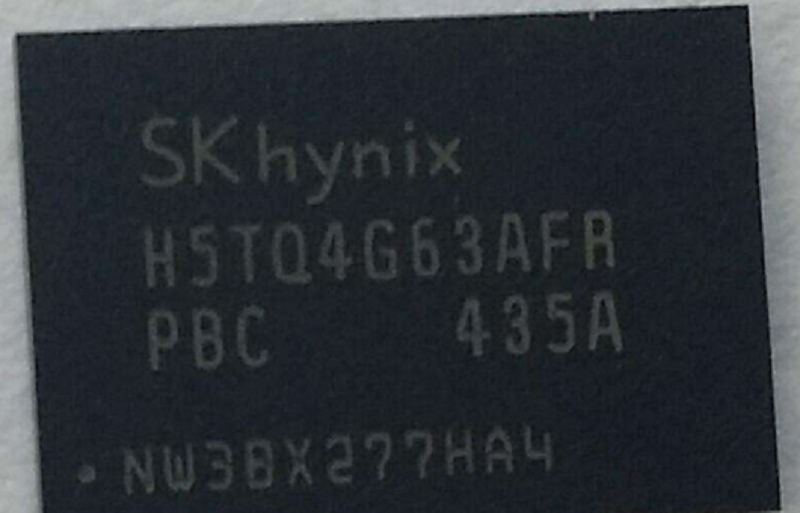 SKhynix
H5TQ4G63AFR
PBC 435A
NW3BX277HA4